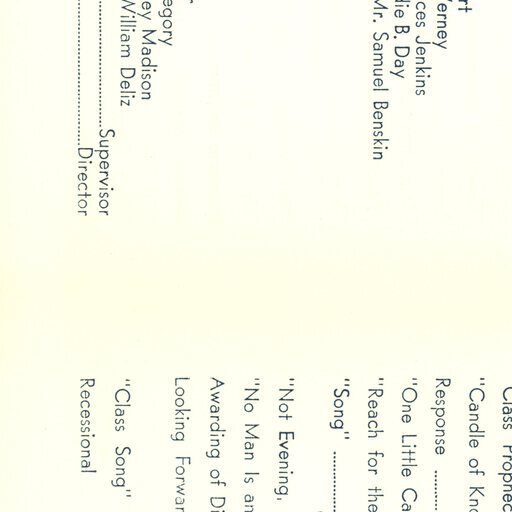 rt
erney
ces Jenkins
ie B. Day
Mr. Samuel Benskin
egory
ey Madison
William Deliz
Supervisor
Director
Class Prophec
"Candle of Kno
Response
"One Little Ca
"Reach for the
"Song"
"Not Evening,
"No Man Is an
Awarding of Di
Looking Forwar
"Class Song"
Recessional